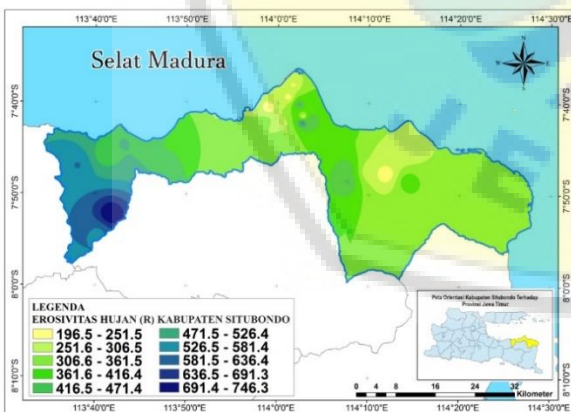 113°40'0"E 113°50'0"E 114°0'0"E 114°10'0"E 114°20'0"E 114°30'0"E
Selat Madura
N
W E
S
7°40'0"S 7°40'0"S
7°50'0"S 7°50'0"S
8°0'0"S 8°0'0"S
8°10'0"S 8°10'0"S
LEGENDA
EROSIVITAS HUJAN (R) KABUPATEN SITUBONDO
196.5 - 251.5 471.5 - 526.4
251.6 - 306.5 526.5 - 581.4
306.6 - 361.5 581.5 - 636.4
361.6 - 416.4 636.5 - 691.3
416.5 - 471.4 691.4 - 746.3
Peta Orientasi Kabupaten Situbondo Terhadap
Provinsi Jawa Timur
0 4 8 16 24 32
Kilometer
113°40'0"E 113°50'0"E 114°0'0"E 114°10'0"E 114°20'0"E 114°30'0"E